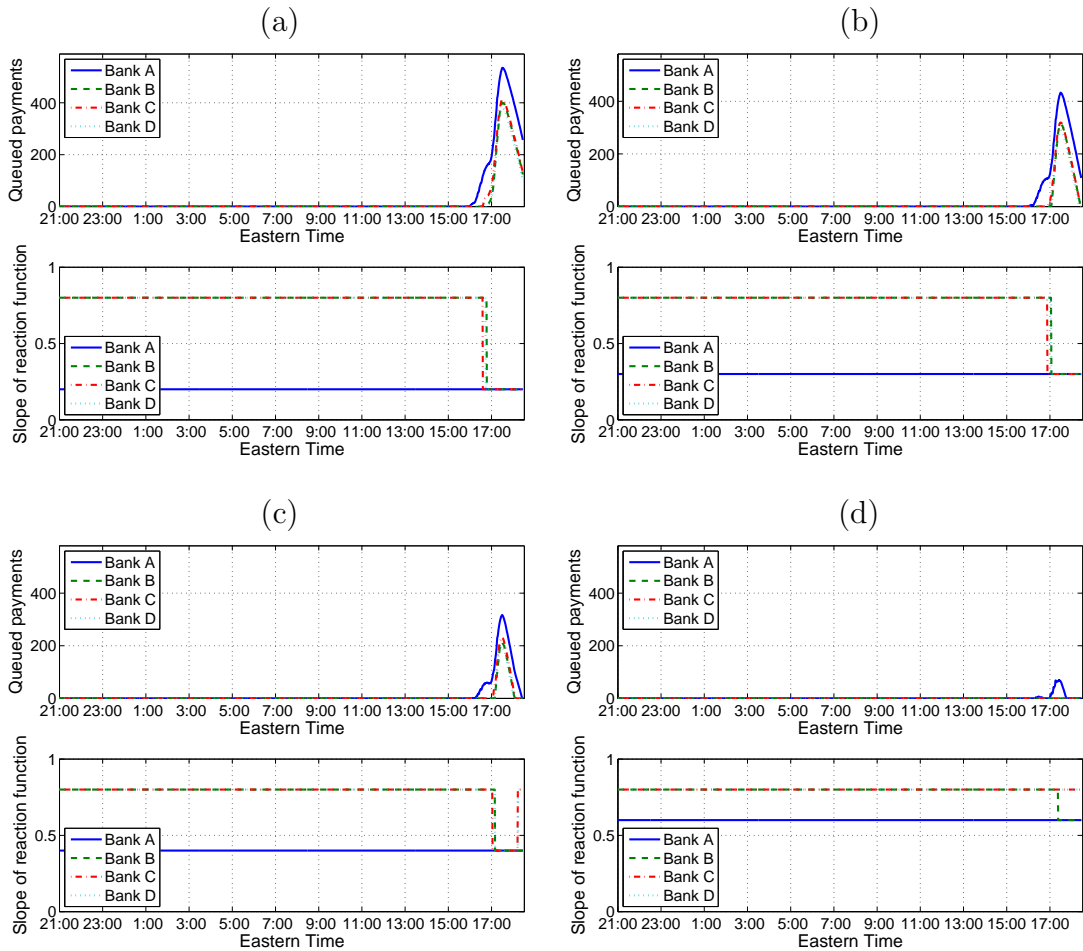 (a)
Queued payments
400
200
0
Bank A
Bank B
Bank C
Bank D
21:00 23:00 1:00 3:00 5:00 7:00 9:00 11:00 13:00 15:00 17:00
Eastern Time
Slope of reaction function
1
0.5
0
Bank A
Bank B
Bank C
Bank D
21:00 23:00 1:00 3:00 5:00 7:00 9:00 11:00 13:00 15:00 17:00
Eastern Time
(b)
Queued payments
400
200
0
Bank A
Bank B
Bank C
Bank D
21:00 23:00 1:00 3:00 5:00 7:00 9:00 11:00 13:00 15:00 17:00
Eastern Time
Slope of reaction function
1
0.5
0
Bank A
Bank B
Bank C
Bank D
21:00 23:00 1:00 3:00 5:00 7:00 9:00 11:00 13:00 15:00 17:00
Eastern Time
(c)
Queued payments
400
200
0
Bank A
Bank B
Bank C
Bank D
21:00 23:00 1:00 3:00 5:00 7:00 9:00 11:00 13:00 15:00 17:00
Eastern Time
Slope of reaction function
1
0.5
0
Bank A
Bank B
Bank C
Bank D
21:00 23:00 1:00 3:00 5:00 7:00 9:00 11:00 13:00 15:00 17:00
Eastern Time
(d)
Queued payments
400
200
0
Bank A
Bank B
Bank C
Bank D
21:00 23:00 1:00 3:00 5:00 7:00 9:00 11:00 13:00 15:00 17:00
Eastern Time
Slope of reaction function
1
0.5
0
Bank A
Bank B
Bank C
Bank D
21:00 23:00 1:00 3:00 5:00 7:00 9:00 11:00 13:00 15:00 17:00
Eastern Time